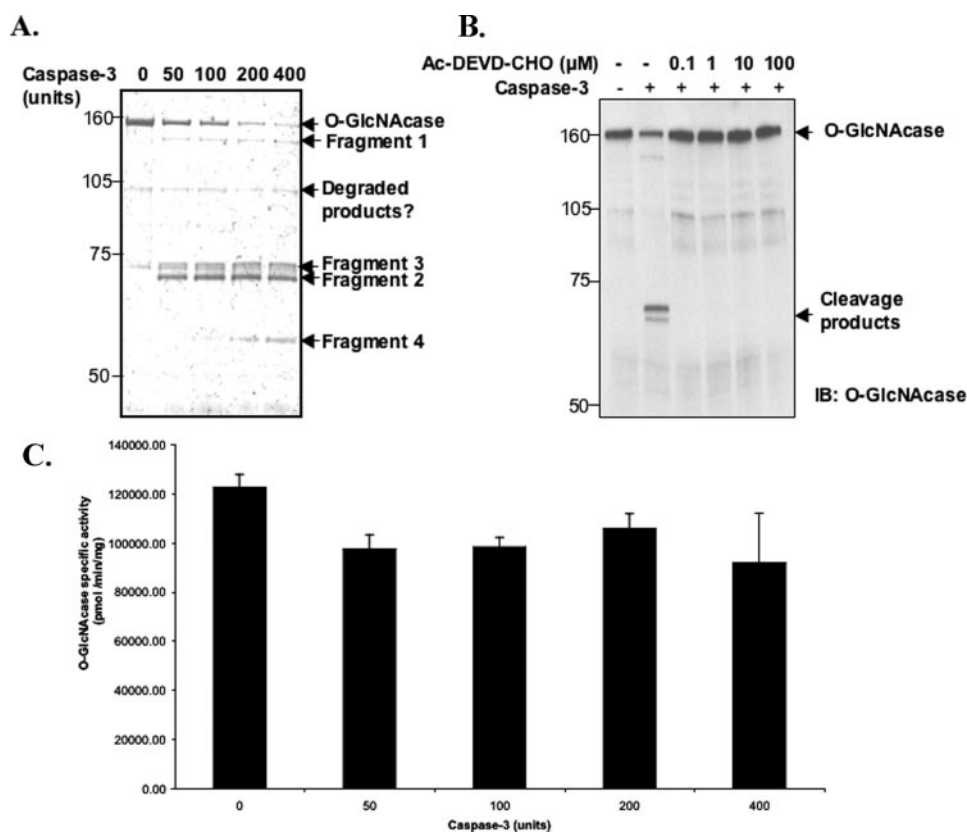 A.
Caspase-3 0 50 100 200 400
(units)
160
O-GlcNAcase
Fragment 1
105
Degraded
products?
75
Fragment 3
Fragment 2
Fragment 4
50
B.
Ac-DEVD-CHO (µM) - - 0.1 1 10 100
Caspase-3 - + + + + +
160
O-GlcNAcase
105
75
Cleavage
products
IB: O-GlcNAcase
50
C.
O-GlcNAcase specific activity
(pmol /min/mg)
140000.00
120000.00
100000.00
80000.00
60000.00
40000.00
20000.00
0.00
0 50 100 200 400
Caspase-3 (units)